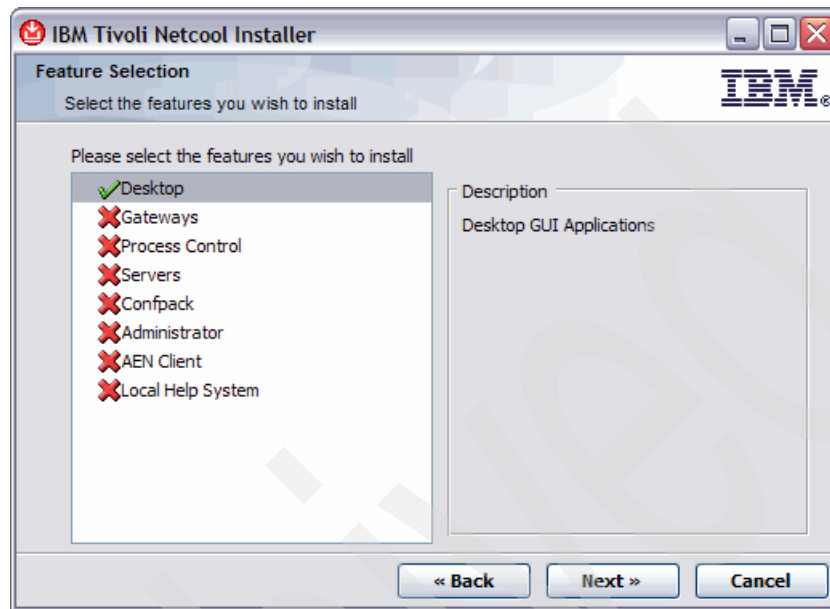 IBM Tivoli Netcool Installer
Feature Selection
Select the features you wish to install
IBM®
Please select the features you wish to install
Desktop
Gateways
Process Control
Servers
Confpack
Administrator
AEN Client
Local Help System
Description
Desktop GUI Applications
« Back
Next »
Cancel